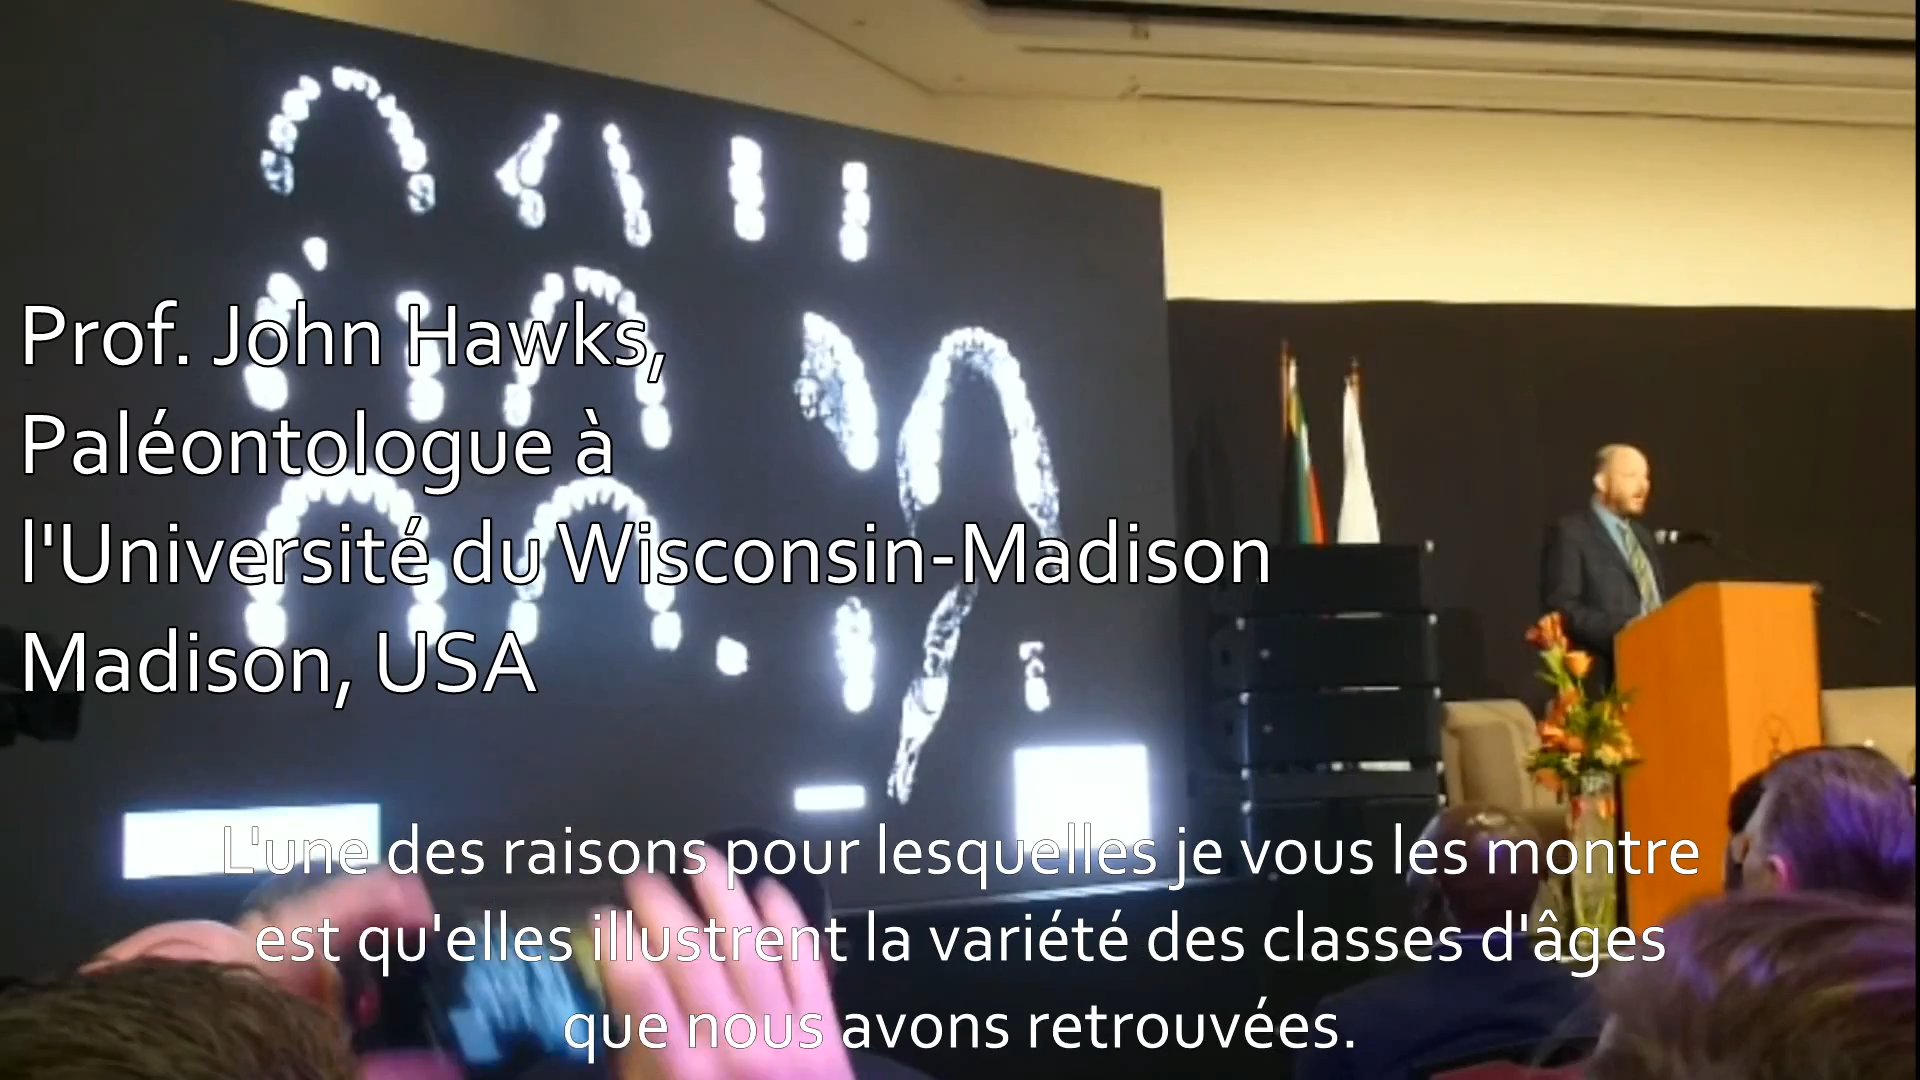 Prof. John Hawks,
Paléontologue à
l'Université du Wisconsin-Madison
Madison, USA
L'une des raisons pour lesquelles je vous les montre
est qu'elles illustrent la variété des classes d'âges
que nous avons retrouvées.